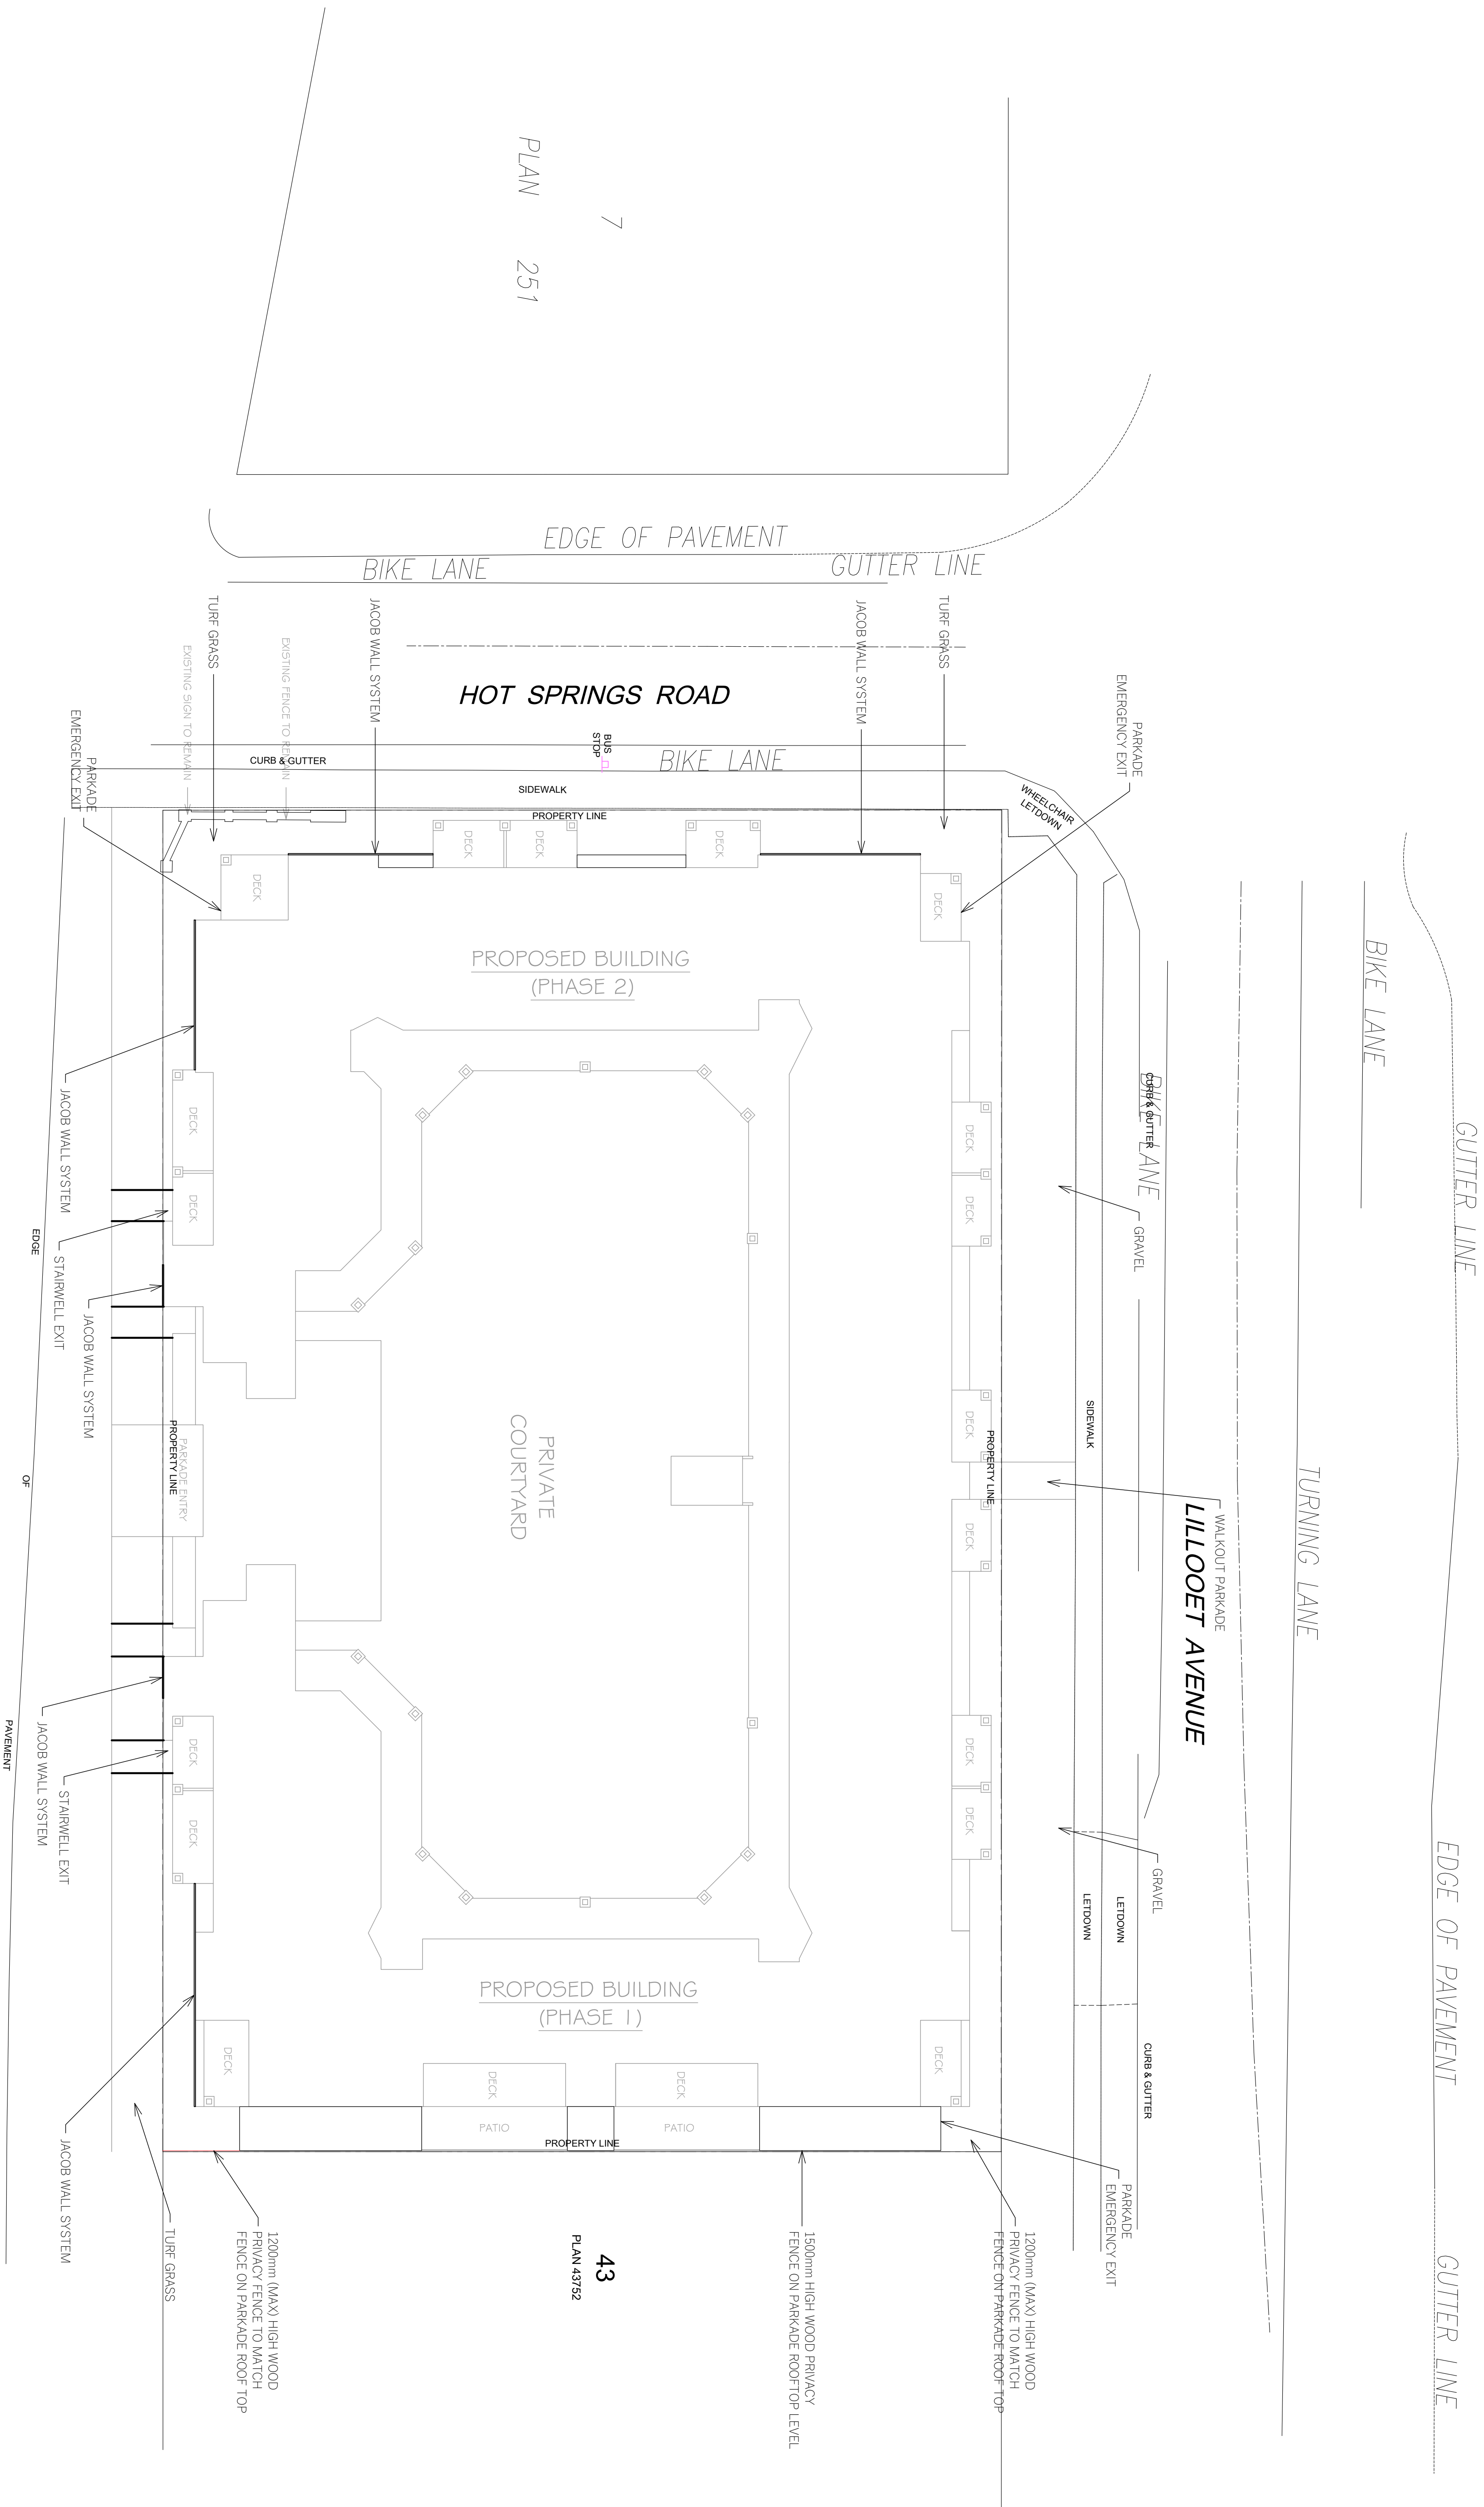 PLAN
7
251
EDGE OF PAVEMENT
BIKE LANE
GUTTER LINE
TURF GRASS
JACOB WALL SYSTEM
JACOB WALL SYSTEM
TURF GRASS
EXISTING SIGN TO REMAIN
EXISTING FENCE TO REMAIN
HOT SPRINGS ROAD
BUS
STOP
BIKE LANE
CURB & GUTTER
SIDEWALK
PROPERTY LINE
PARKADE
EMERGENCY EXIT
PARKADE
EMERGENCY EXIT
WHEELCHAIR
LETDOWN
DECK
DECK
DECK
DECK
DECK
PROPOSED BUILDING
(PHASE 2)
BIKE LANE
GUTTER LINE
BIKE LANE
CURB & GUTTER
GRAVEL
DECK
DECK
DECK
DECK
DECK
DECK
JACOB WALL SYSTEM
STAIRWELL EXIT
JACOB WALL SYSTEM
DECK
DECK
EDGE
OF
PAVEMENT
PROPERTY LINE
PARKADE ENTRY
PRIVATE
COURTYARD
PROPERTY LINE
SIDEWALK
WALKOUT PARKADE
LILLOOET AVENUE
TURNING LANE
GRAVEL
LETDOWN
LETDOWN
EDGE OF PAVEMENT
CURB & GUTTER
GUTTER LINE
DECK
DECK
JACOB WALL SYSTEM
STAIRWELL EXIT
PROPOSED BUILDING
(PHASE 1)
DECK
DECK
DECK
DECK
PATIO
PATIO
PROPERTY LINE
JACOB WALL SYSTEM
TURF GRASS
1200mm (MAX) HIGH WOOD
PRIVACY FENCE TO MATCH
FENCE ON PARKADE ROOF TOP
43
PLAN 43752
1500mm HIGH WOOD PRIVACY
FENCE ON PARKADE ROOFTOP LEVEL
1200mm (MAX) HIGH WOOD
PRIVACY FENCE TO MATCH
FENCE ON PARKADE ROOF TOP
PARKADE
EMERGENCY EXIT